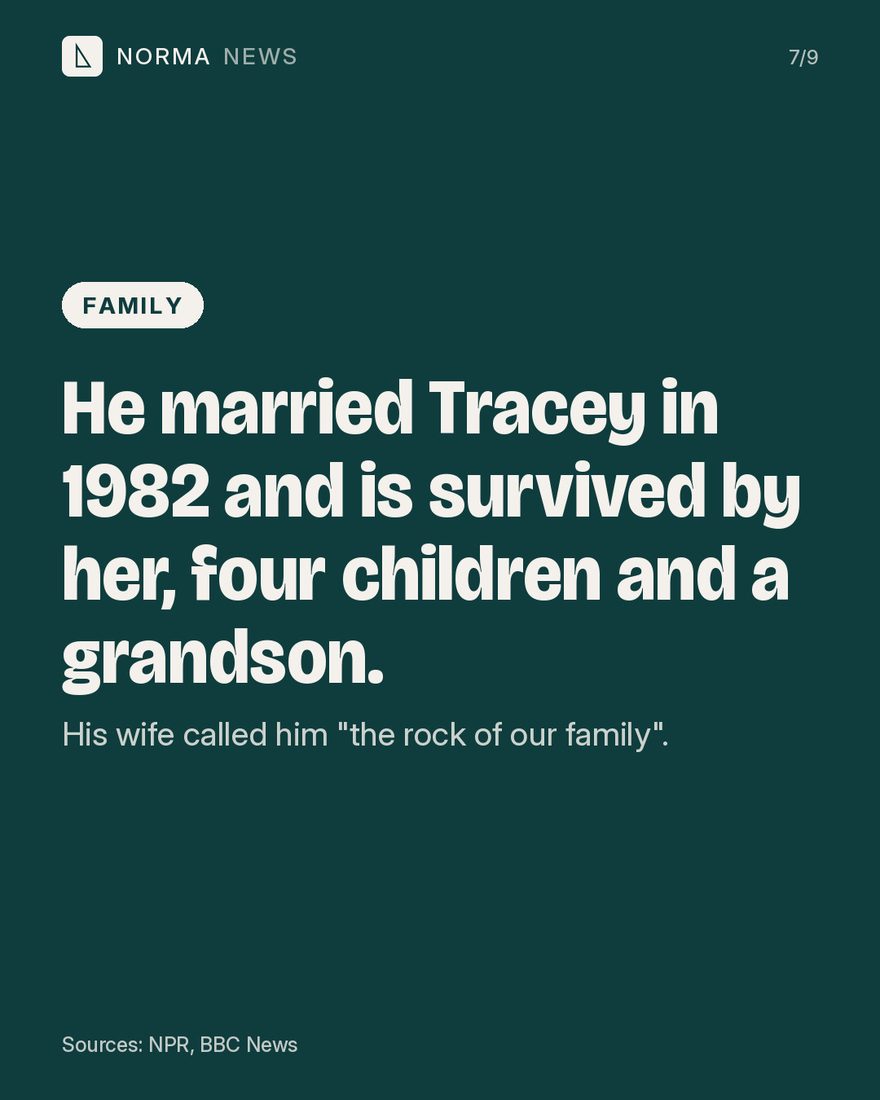 NORMA NEWS
7/9
FAMILY
He married Tracey in
1982 and is survived by
her, four children and a
grandson.
His wife called him "the rock of our family".
Sources: NPR, BBC News